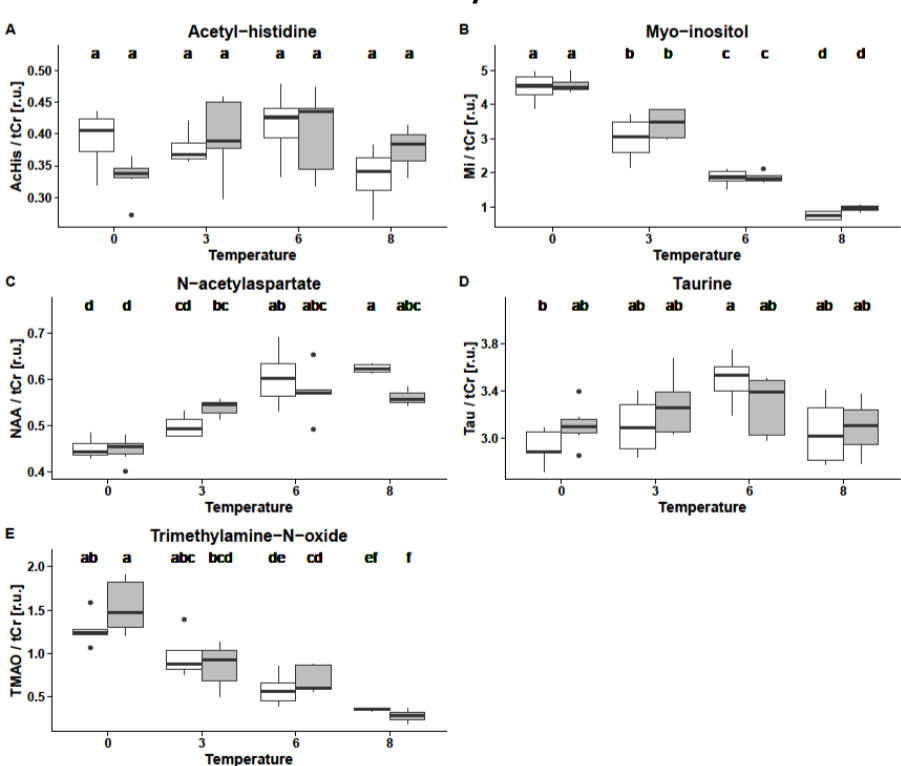 A
Acetyl−histidine
a a a a a a a a
0.50
0.45
0.40
0.35
0.30
AcHis / tCr [r.u.]
0 3 6 8
Temperature
B
Myo−inositol
a a b b c c d d
5
4
3
2
1
Mi / tCr [r.u.]
0 3 6 8
Temperature
C
N−acetylaspartate
d d cd bc ab abc a abc
0.7
0.6
0.5
0.4
NAA / tCr [r.u.]
0 3 6 8
Temperature
D
Taurine
b ab ab ab a ab ab ab
3.8
3.4
3.0
Tau / tCr [r.u.]
0 3 6 8
Temperature
E
Trimethylamine−N−oxide
ab a abc bcd de cd ef f
2.0
1.5
1.0
0.5
TMAO / tCr [r.u.]
0 3 6 8
Temperature